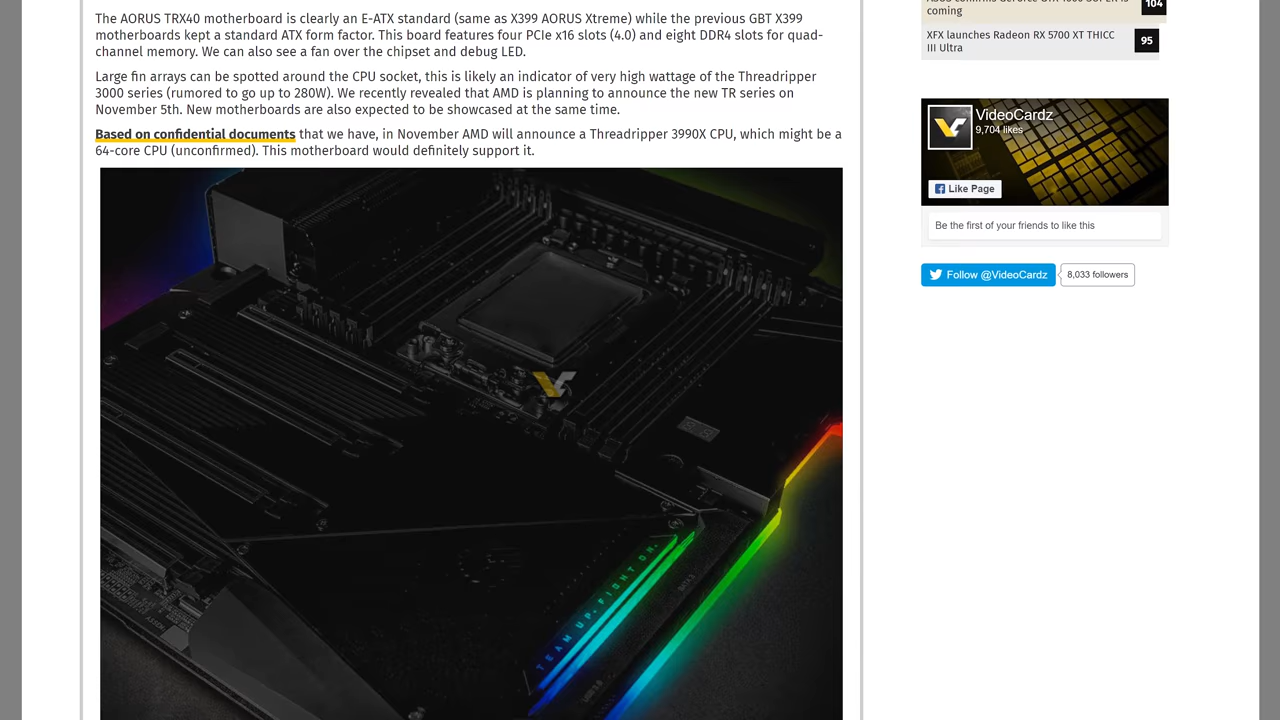 The AORUS TRX40 motherboard is clearly an E-ATX standard (same as X399 AORUS Xtreme) while the previous GBT X399
motherboards kept a standard ATX form factor. This board features four PCIe x16 slots (4.0) and eight DDR4 slots for quad-
channel memory. We can also see a fan over the chipset and debug LED.
Large fin arrays can be spotted around the CPU socket, this is likely an indicator of very high wattage of the Threadripper
3000 series (rumored to go up to 280W). We recently revealed that AMD is planning to announce the new TR series on
November 5th. New motherboards are also expected to be showcased at the same time.
Based on confidential documents that we have, in November AMD will announce a Threadripper 3990X CPU, which might be a
64-core CPU (unconfirmed). This motherboard would definitely support it.
TEAM UP. FIGHT ON.
coming
104
XFX launches Radeon RX 5700 XT THICC
III Ultra
95
VideoCardz
9,704 likes
Like Page
Be the first of your friends to like this
Follow @VideoCardz
8,033 followers